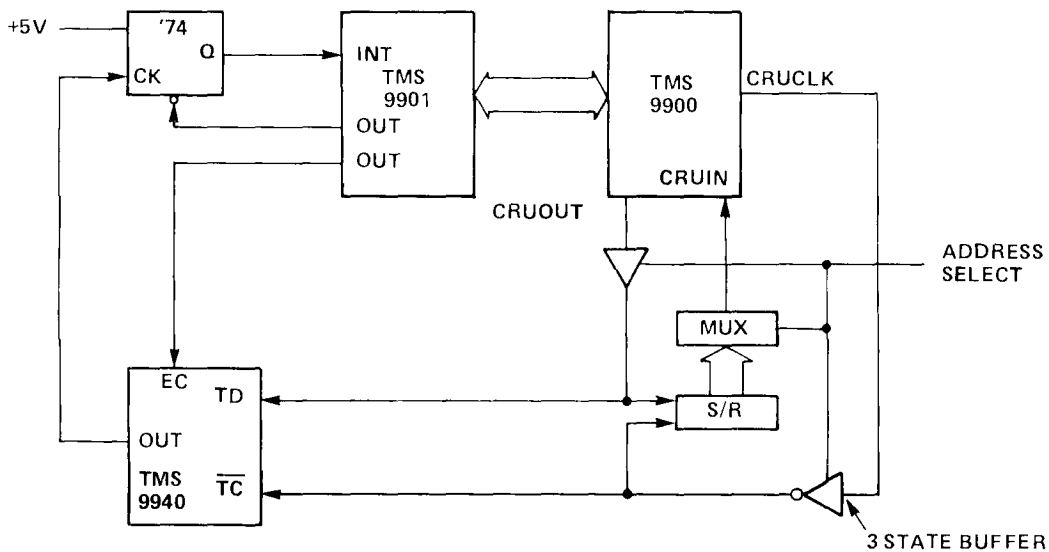 +5V
'74
Q
CK
INT
TMS
9901
OUT
OUT
TMS
9900
CRUCLK
CRUIN
CRUOUT
ADDRESS
SELECT
MUX
S/R
EC
TD
OUT
TMS
9940
TC
3 STATE BUFFER